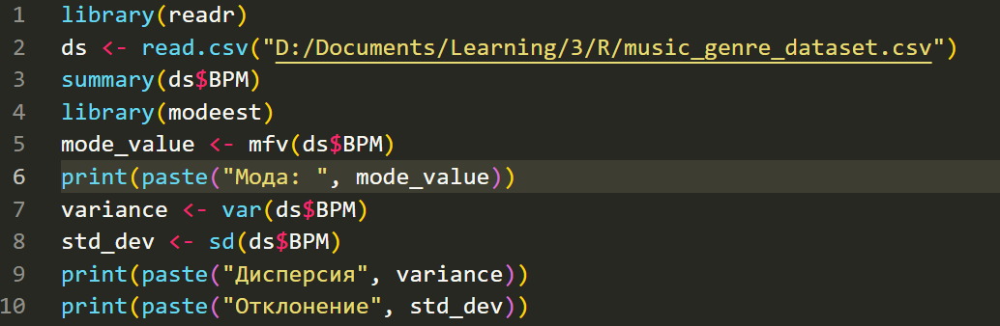 1 library(readr)
2 ds <- read.csv("D:/Documents/Learning/3/R/music_genre_dataset.csv")
3 summary(ds$BPM)
4 library(modeest)
5 mode_value <- mfv(ds$BPM)
6 print(paste("Мода: ", mode_value))
7 variance <- var(ds$BPM)
8 std_dev <- sd(ds$BPM)
9 print(paste("Дисперсия", variance))
10 print(paste("Отклонение", std_dev))